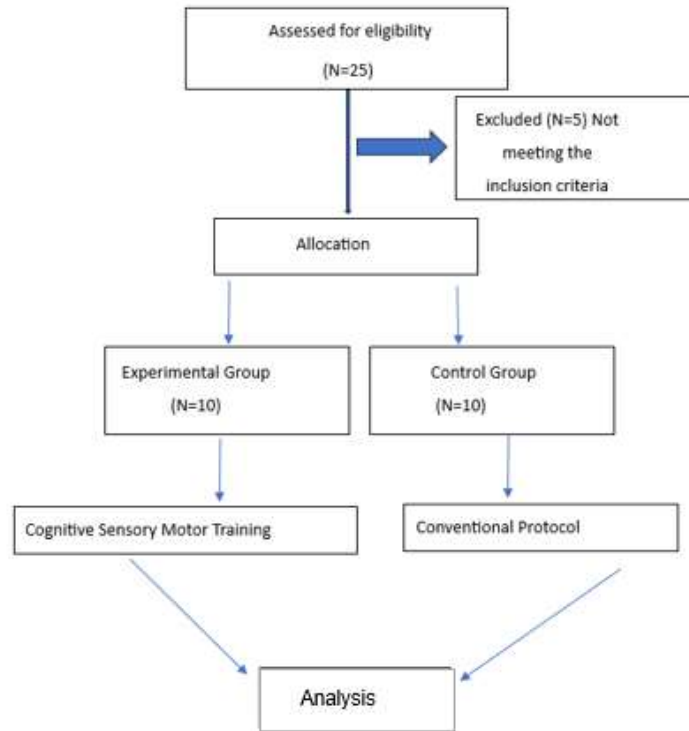 Assessed for eligibility
(N=25)
Excluded (N=5) Not
meeting the
inclusion criteria
Allocation
Experimental Group
(N=10)
Control Group
(N=10)
Cognitive Sensory Motor Training
Conventional Protocol
Analysis